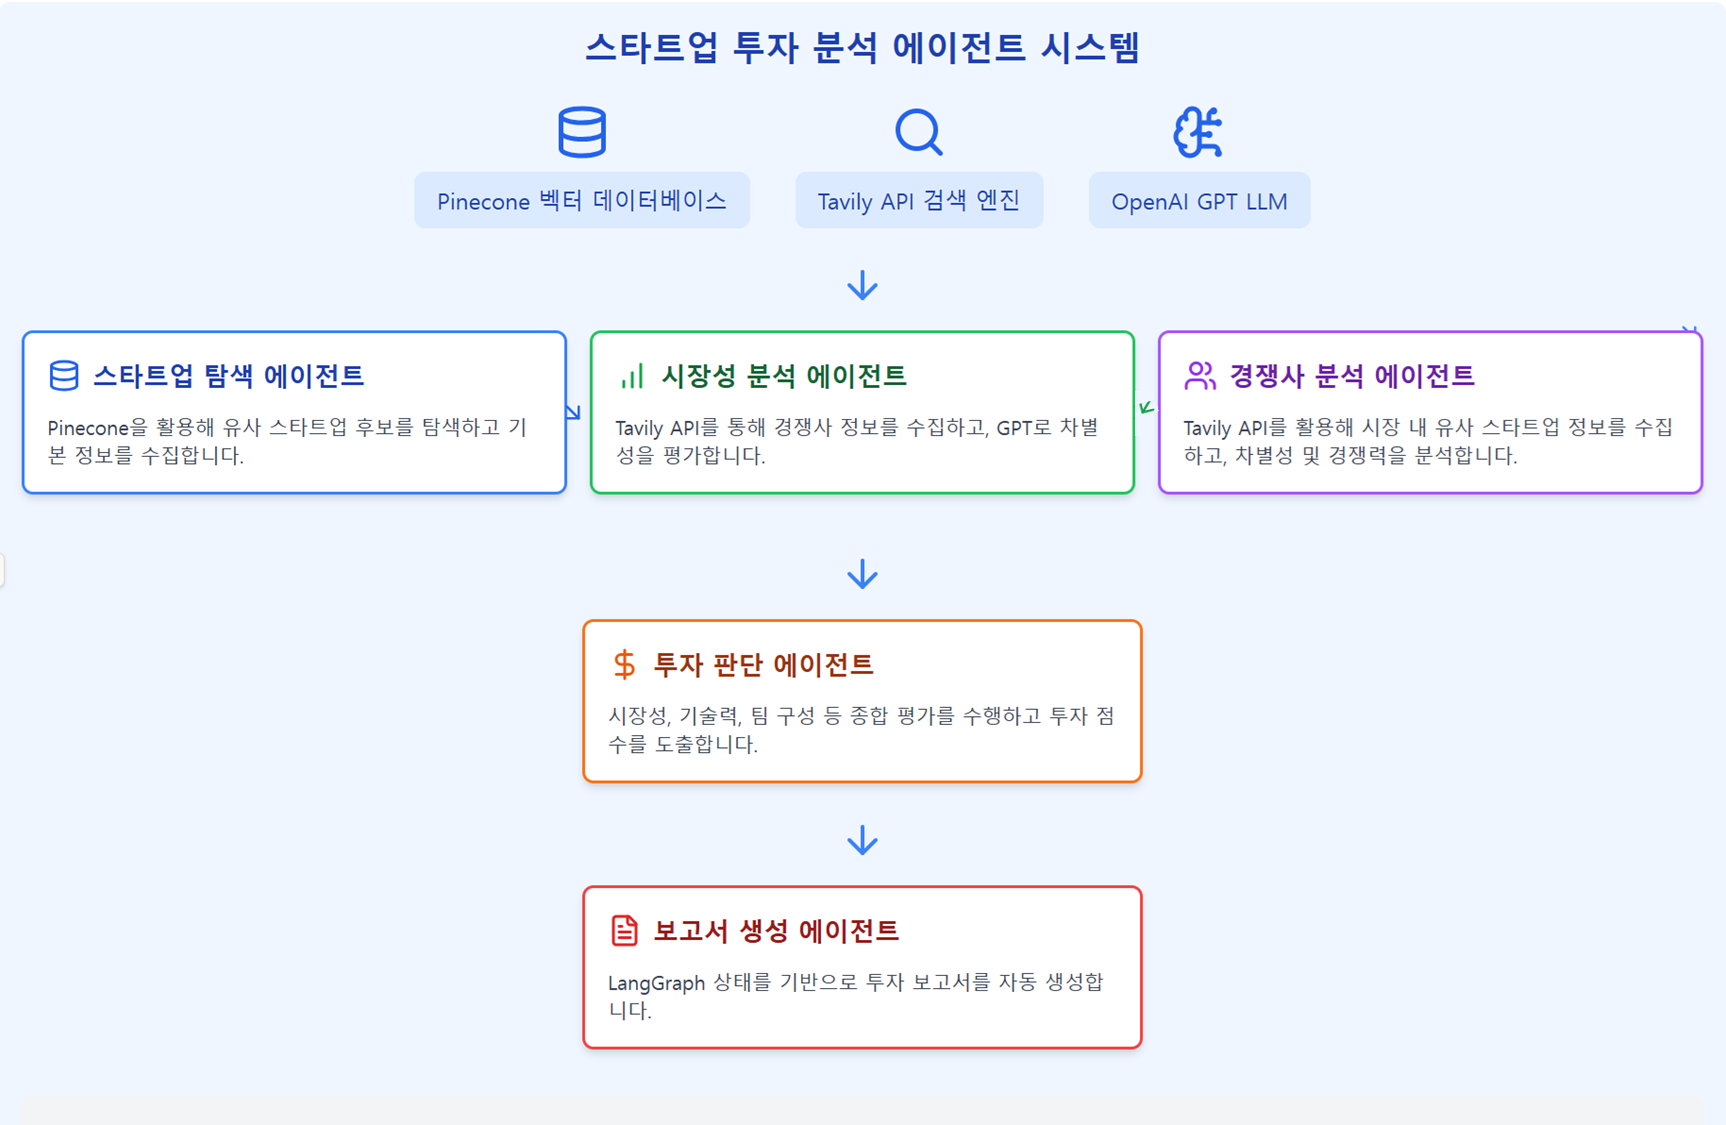 스타트업 투자 분석 에이전트 시스템
Pinecone 벡터 데이터베이스
Tavily API 검색 엔진
OpenAI GPT LLM
스타트업 탐색 에이전트
Pinecone을 활용해 유사 스타트업 후보를 탐색하고 기
본 정보를 수집합니다.
시장성 분석 에이전트
Tavily API를 통해 경쟁사 정보를 수집하고, GPT로 차별
성을 평가합니다.
경쟁사 분석 에이전트
Tavily API를 활용해 시장 내 유사 스타트업 정보를 수집
하고, 차별성 및 경쟁력을 분석합니다.
투자 판단 에이전트
시장성, 기술력, 팀 구성 등 종합 평가를 수행하고 투자 점
수를 도출합니다.
보고서 생성 에이전트
LangGraph 상태를 기반으로 투자 보고서를 자동 생성합
니다.